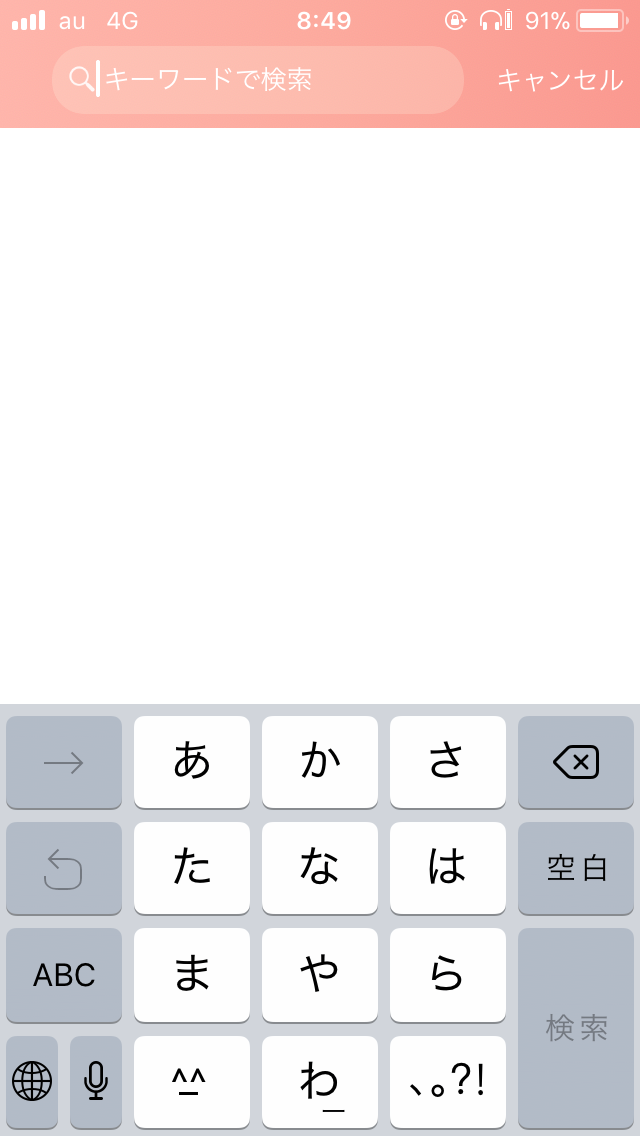 au 4G 8:49 91%
キーワードで検索 キャンセル
→ あ か さ
た な は 空白
ABC ま や ら 検索
^^ わ 、。?!